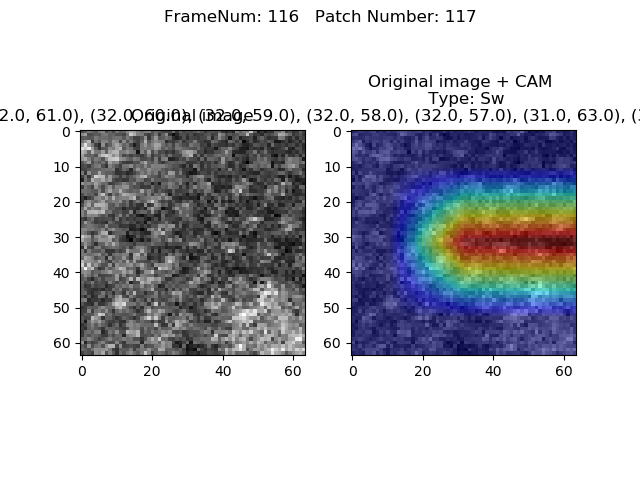 FrameNum: 116   Patch Number: 117
Original image + CAM
Type: Sw
2.0, 61.0), (32.0, 60.0), (32.0, 59.0), (32.0, 58.0), (32.0, 57.0), (31.0, 63.0), (3
Original image
0
10
20
30
40
50
60
0 20 40 60
0
10
20
30
40
50
60
0 20 40 60